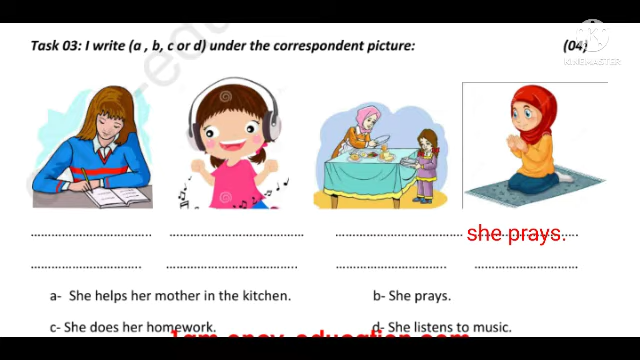 Task 03: I write (a , b, c or d) under the correspondent picture: (04)
KINEMASTER
she prays.
a- She helps her mother in the kitchen. b- She prays.
c- She does her homework. d- She listens to music.